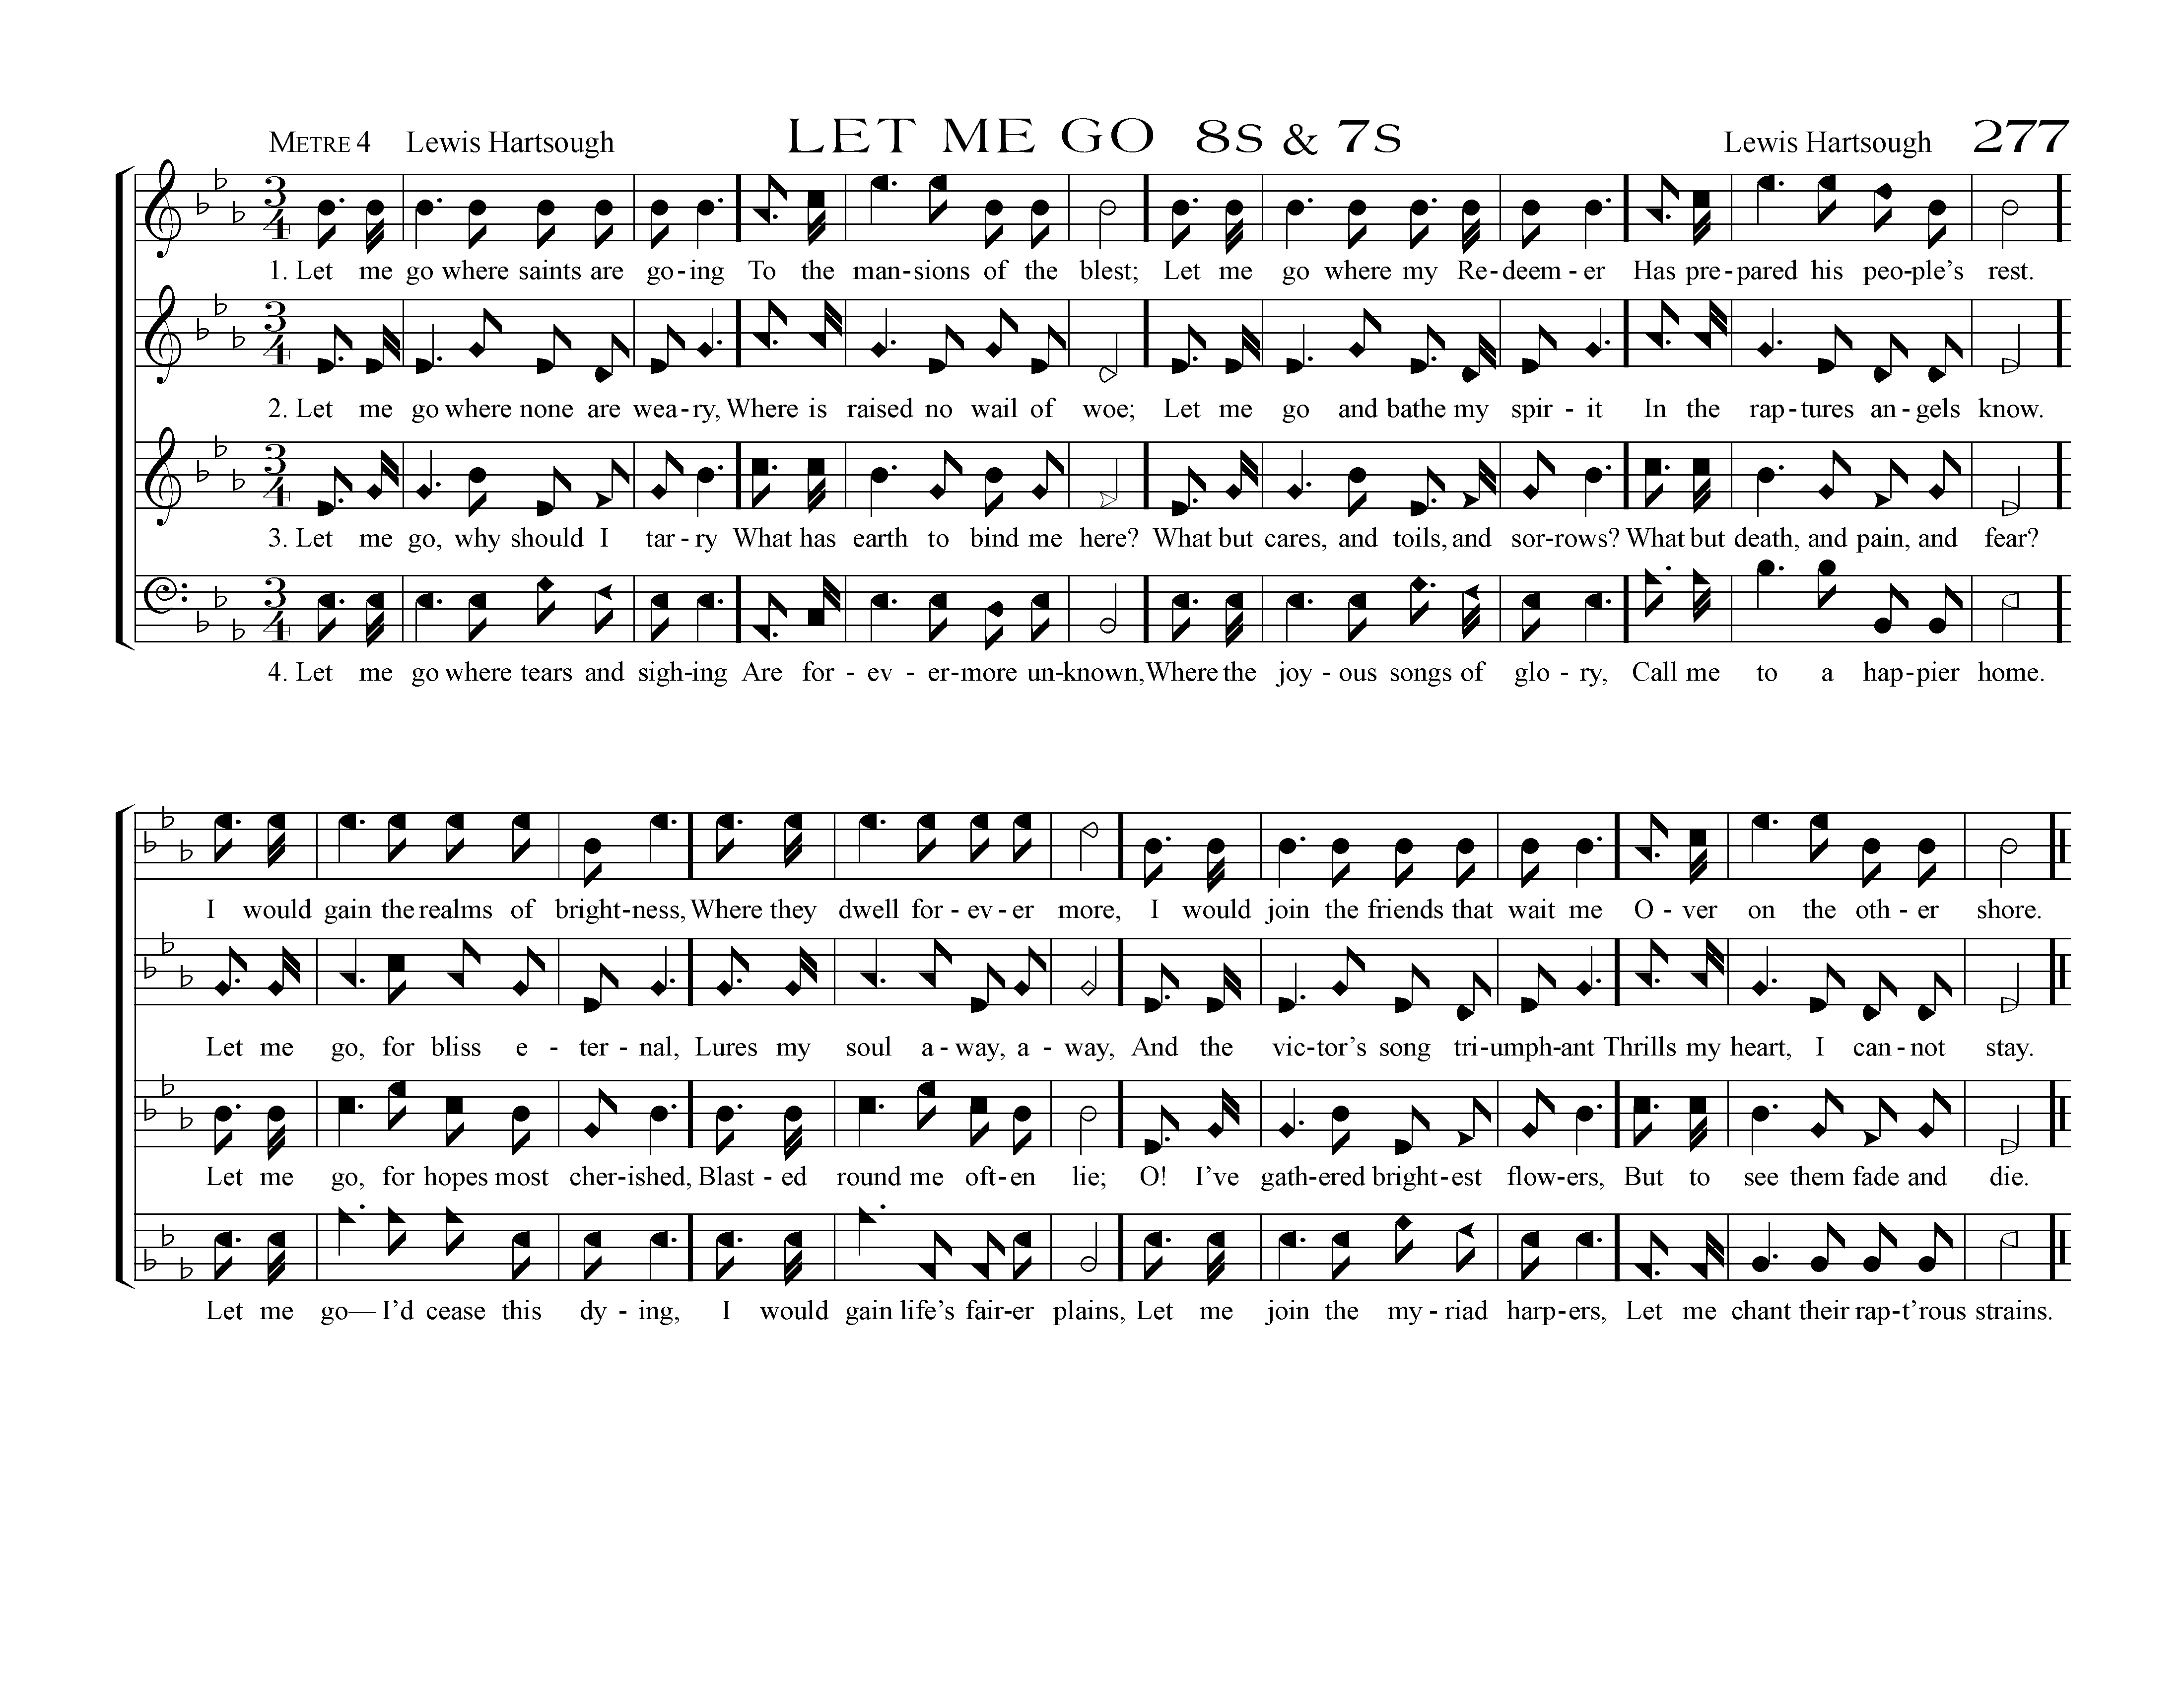 METRE 4 Lewis Hartsough LET ME GO 8S & 7S Lewis Hartsough 277
1. Let me go where saints are go-ing To the man-sions of the blest; Let me go where my Re-deem-er Has pre-pared his peo-ple's rest.
2. Let me go where none are wea-ry, Where is raised no wail of woe; Let me go and bathe my spir-it In the rap-tures an-gels know.
3. Let me go, why should I tar-ry What has earth to bind me here? What but cares, and toils, and sor-rows? What but death, and pain, and fear?
4. Let me go where tears and sigh-ing Are for-ev-er-more un-known, Where the joy-ous songs of glo-ry, Call me to a hap-pier home.
I would gain the realms of bright-ness, Where they dwell for-ev-er more, I would join the friends that wait me O-ver on the oth-er shore.
Let me go, for bliss e-ter-nal, Lures my soul a-way, a-way, And the vic-tor's song tri-umph-ant Thrills my heart, I can-not stay.
Let me go, for hopes most cher-ished, Blast-ed round me oft-en lie; O! I've gath-ered bright-est flow-ers, But to see them fade and die.
Let me go— I'd cease this dy-ing, I would gain life's fair-er plains, Let me join the my-riad harp-ers, Let me chant their rap-t'rous strains.